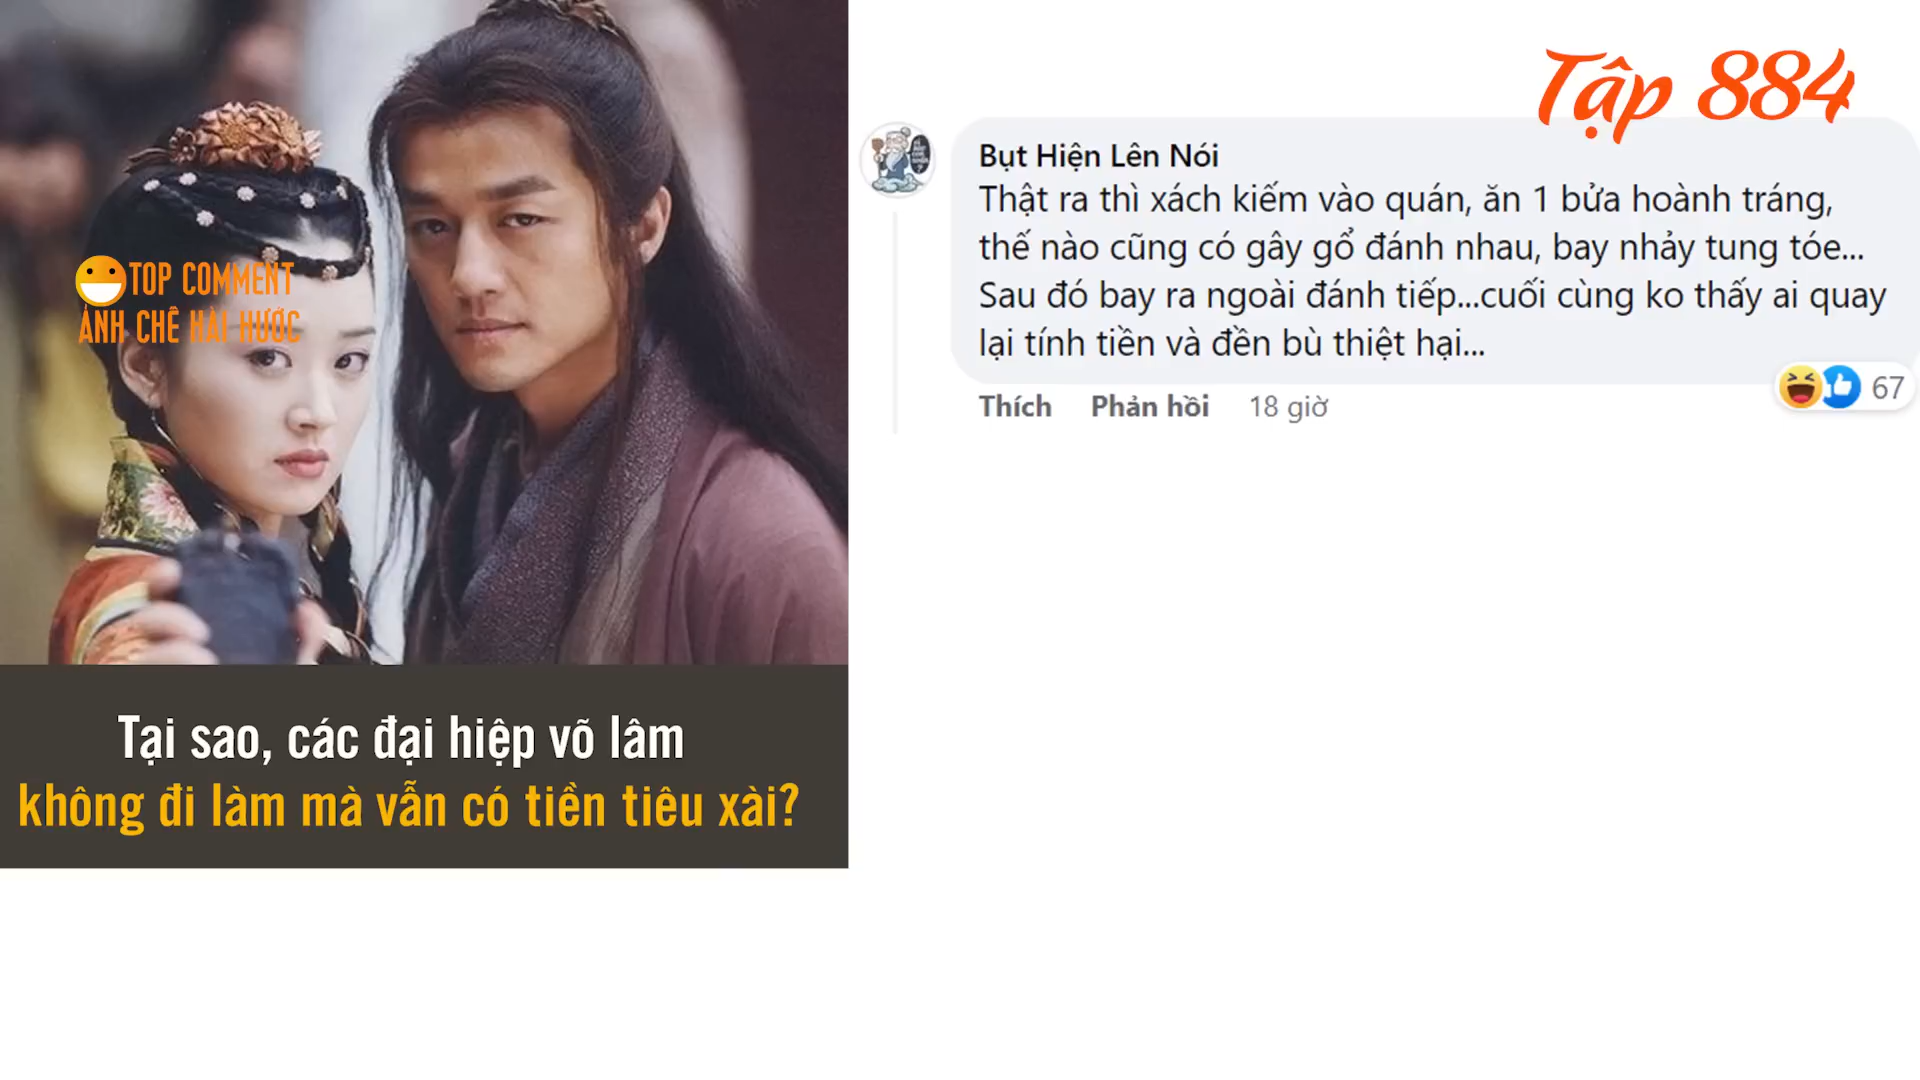 Tập 884
TOP COMMENT
ẢNH CHẾ HÀI HƯỚC
Tại sao, các đại hiệp võ lâm
không đi làm mà vẫn có tiền tiêu xài?
Bụt Hiện Lên Nói
Thật ra thì xách kiếm vào quán, ăn 1 bửa hoành tráng,
thế nào cũng có gây gổ đánh nhau, bay nhảy tung tóe...
Sau đó bay ra ngoài đánh tiếp...cuối cùng ko thấy ai quay
lại tính tiền và đền bù thiệt hại...
67
Thích Phản hồi 18 giờ